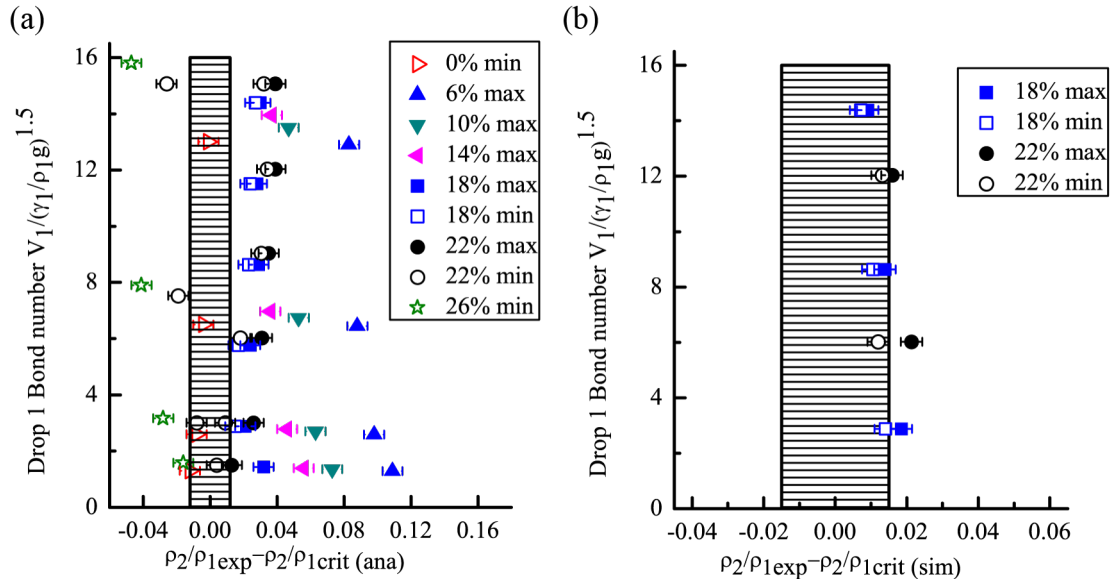 (a)
Drop 1 Bond number V₁/(γ₁/ρ₁g)^1.5
16
12
8
4
0
-0.04 0.00 0.04 0.08 0.12 0.16
ρ₂/ρ₁exp−ρ₂/ρ₁crit (ana)
0% min
6% max
10% max
14% max
18% max
18% min
22% max
22% min
26% min
(b)
Drop 1 Bond number V₁/(γ₁/ρ₁g)^1.5
16
12
8
4
0
-0.04 -0.02 0.00 0.02 0.04 0.06
ρ₂/ρ₁exp−ρ₂/ρ₁crit (sim)
18% max
18% min
22% max
22% min